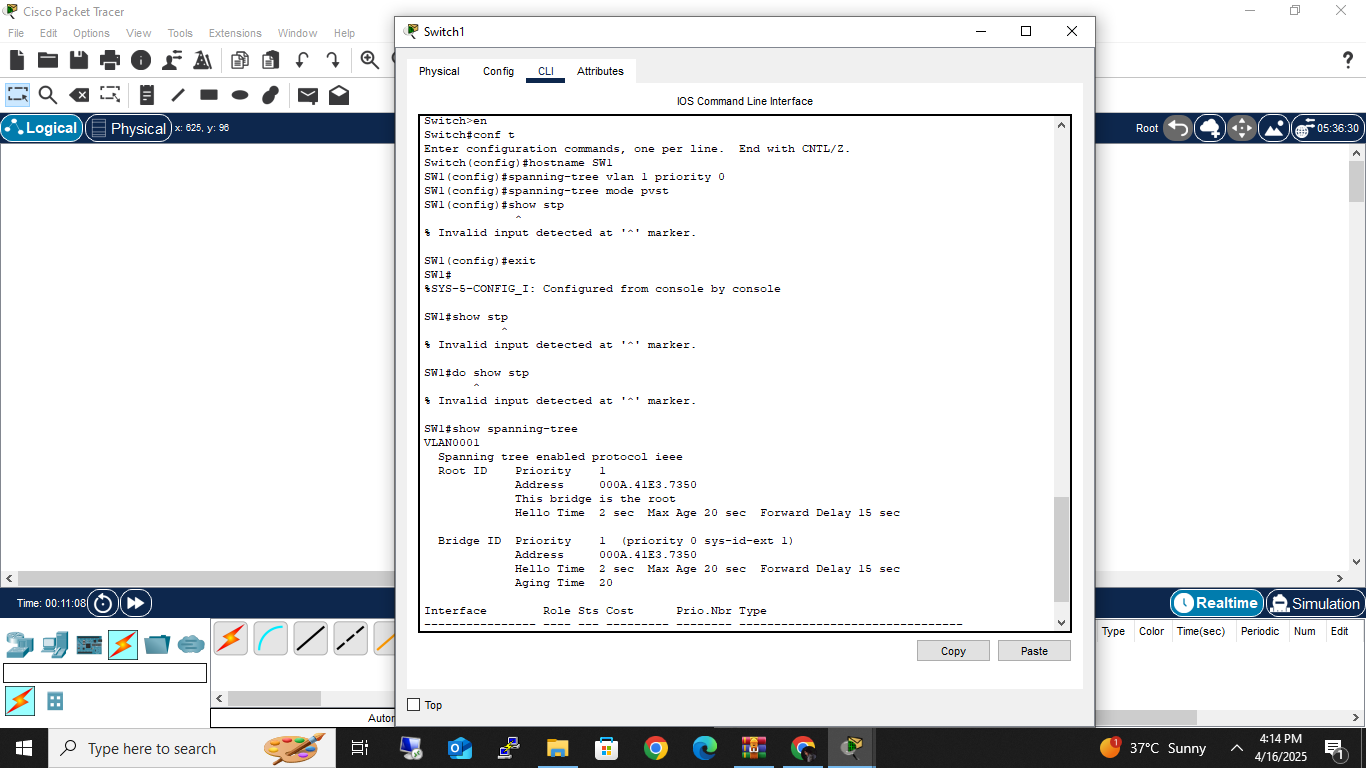 Cisco Packet Tracer
File Edit Options View Tools Extensions Window Help
Logical Physical x: 625, y: 96
Root 05:36:30
Switch1
Physical Config CLI Attributes
IOS Command Line Interface
Switch>en
Switch#conf t
Enter configuration commands, one per line. End with CNTL/Z.
Switch(config)#hostname SW1
SW1(config)#spanning-tree vlan 1 priority 0
SW1(config)#spanning-tree mode pvst
SW1(config)#show stp
^
% Invalid input detected at '^' marker.
SW1(config)#exit
SW1#
%SYS-5-CONFIG_I: Configured from console by console
SW1#show stp
^
% Invalid input detected at '^' marker.
SW1#do show stp
^
% Invalid input detected at '^' marker.
SW1#show spanning-tree
VLAN0001
Spanning tree enabled protocol ieee
Root ID Priority 1
Address 000A.41E3.7350
This bridge is the root
Hello Time 2 sec Max Age 20 sec Forward Delay 15 sec
Bridge ID Priority 1 (priority 0 sys-id-ext 1)
Address 000A.41E3.7350
Hello Time 2 sec Max Age 20 sec Forward Delay 15 sec
Aging Time 20
Interface Role Sts Cost Prio.Nbr Type
---------------- ---- --- --------- -------- --------------------------------
Copy Paste
Top
Time: 00:11:08
Realtime Simulation
Type Color Time(sec) Periodic Num Edit
Autor
Type here to search
1 37°C Sunny
4:14 PM
4/16/2025
1